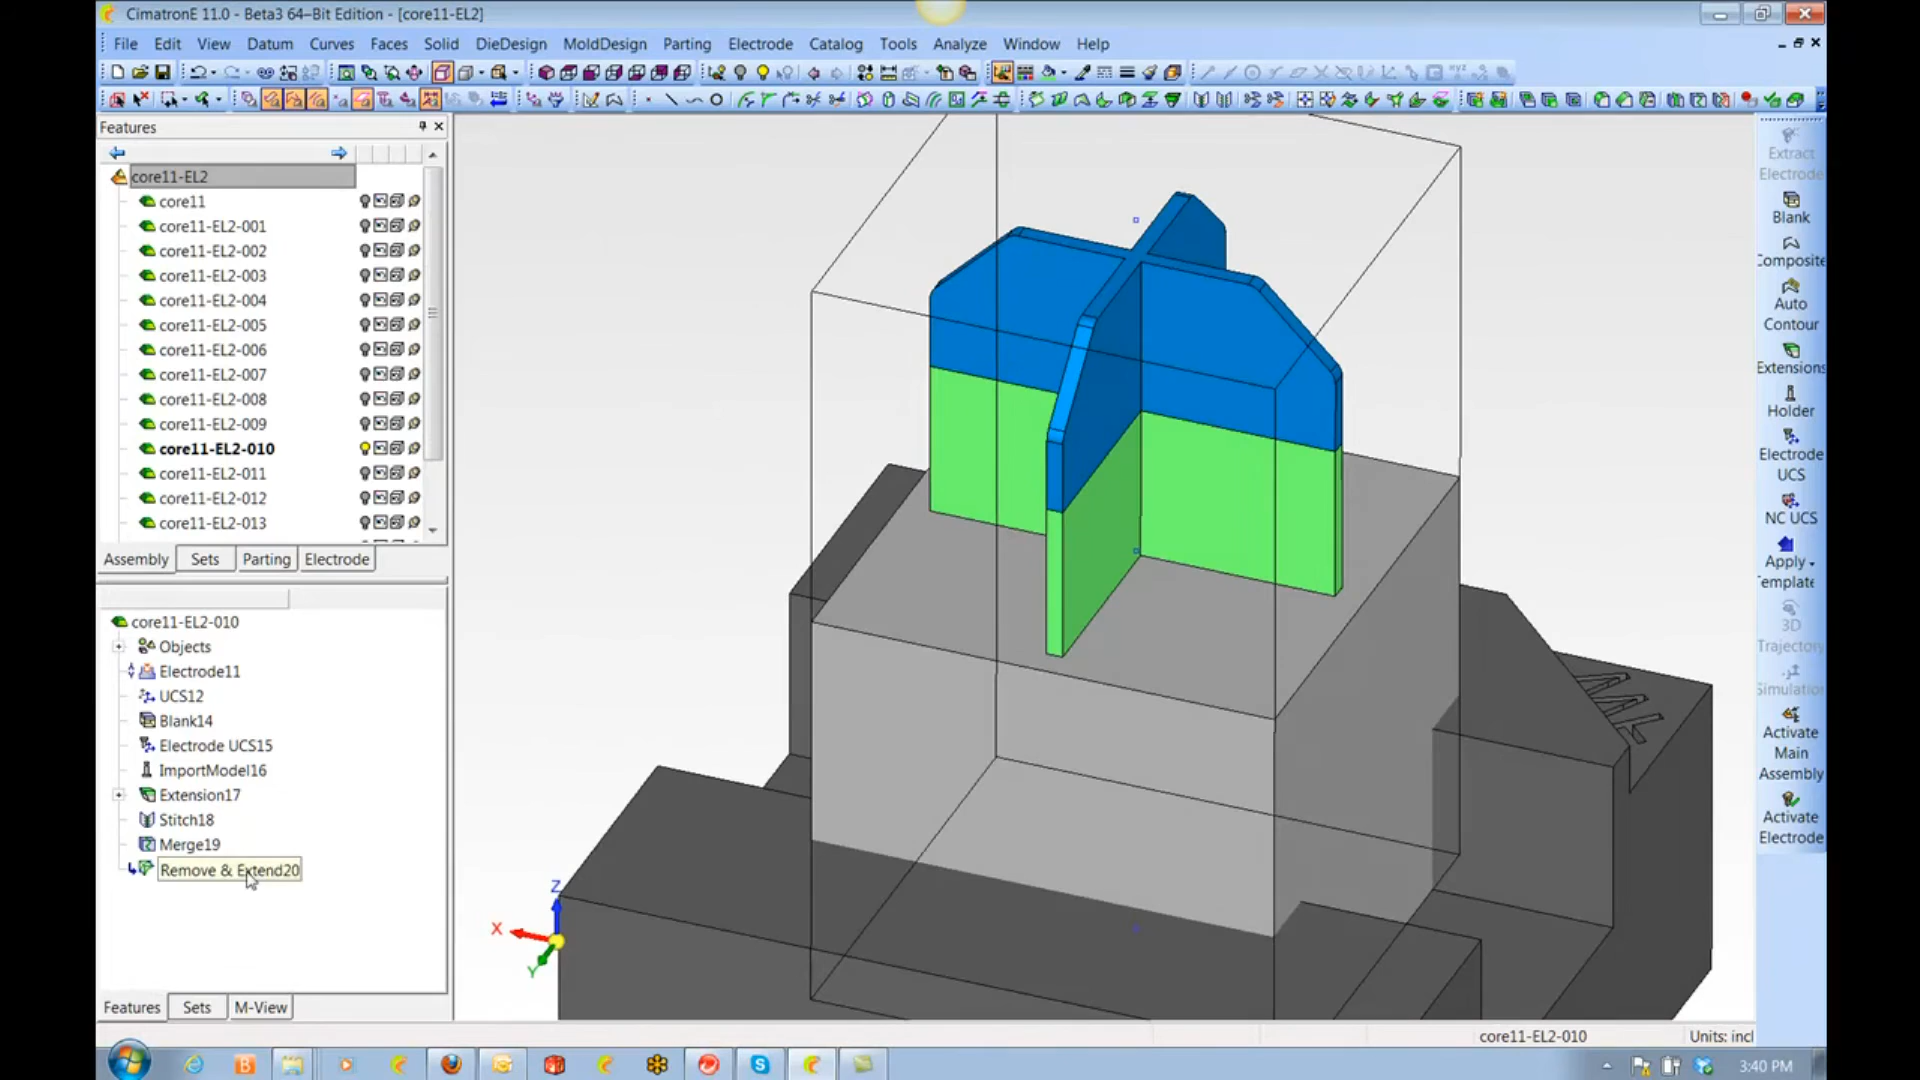 CimatronE 11.0 - Beta3 64–Bit Edition - [core11-EL2]
File Edit View Datum Curves Faces Solid DieDesign MoldDesign Parting Electrode Catalog Tools Analyze Window Help
Features
core11-EL2
core11
core11-EL2-001
core11-EL2-002
core11-EL2-003
core11-EL2-004
core11-EL2-005
core11-EL2-006
core11-EL2-007
core11-EL2-008
core11-EL2-009
core11-EL2-010
core11-EL2-011
core11-EL2-012
core11-EL2-013
Assembly Sets Parting Electrode
core11-EL2-010
Objects
Electrode11
UCS12
Blank14
Electrode UCS15
ImportModel16
Extension17
Stitch18
Merge19
Remove & Extend20
Features Sets M-View
Z
X
Y
Extract
Electrode
Blank
Composite
Auto
Contour
Extensions
Holder
Electrode
UCS
NC UCS
Apply
Template
3D
Trajectory
Simulation
Activate
Main
Assembly
Activate
Electrode
core11-EL2-010 Units: incl
3:40 PM